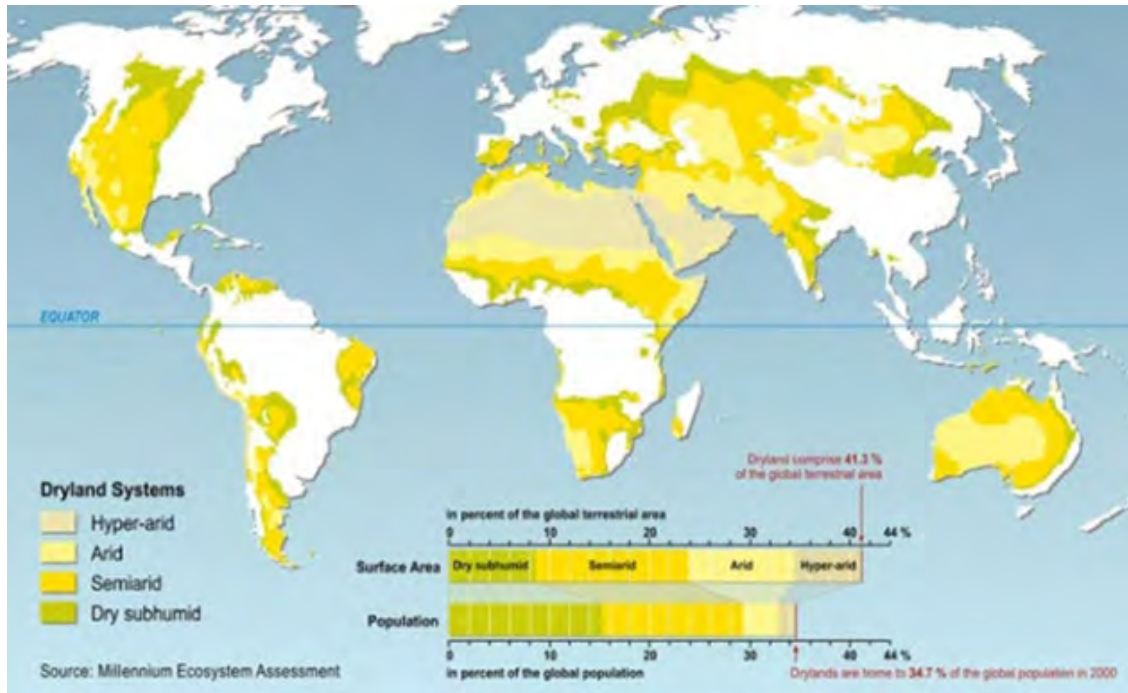 EQUATOR
Dryland Systems
Hyper-arid
Arid
Semiarid
Dry subhumid
Source: Millennium Ecosystem Assessment
Dryland comprise 41.3 %
of the global terrestrial area
in percent of the global terrestrial area
0 10 20 30 40 44 %
Surface Area Dry subhumid Semiarid Arid Hyper-arid
Population
0 10 20 30 40 44 %
in percent of the global population
Drylands are home to 34.7 % of the global population in 2000